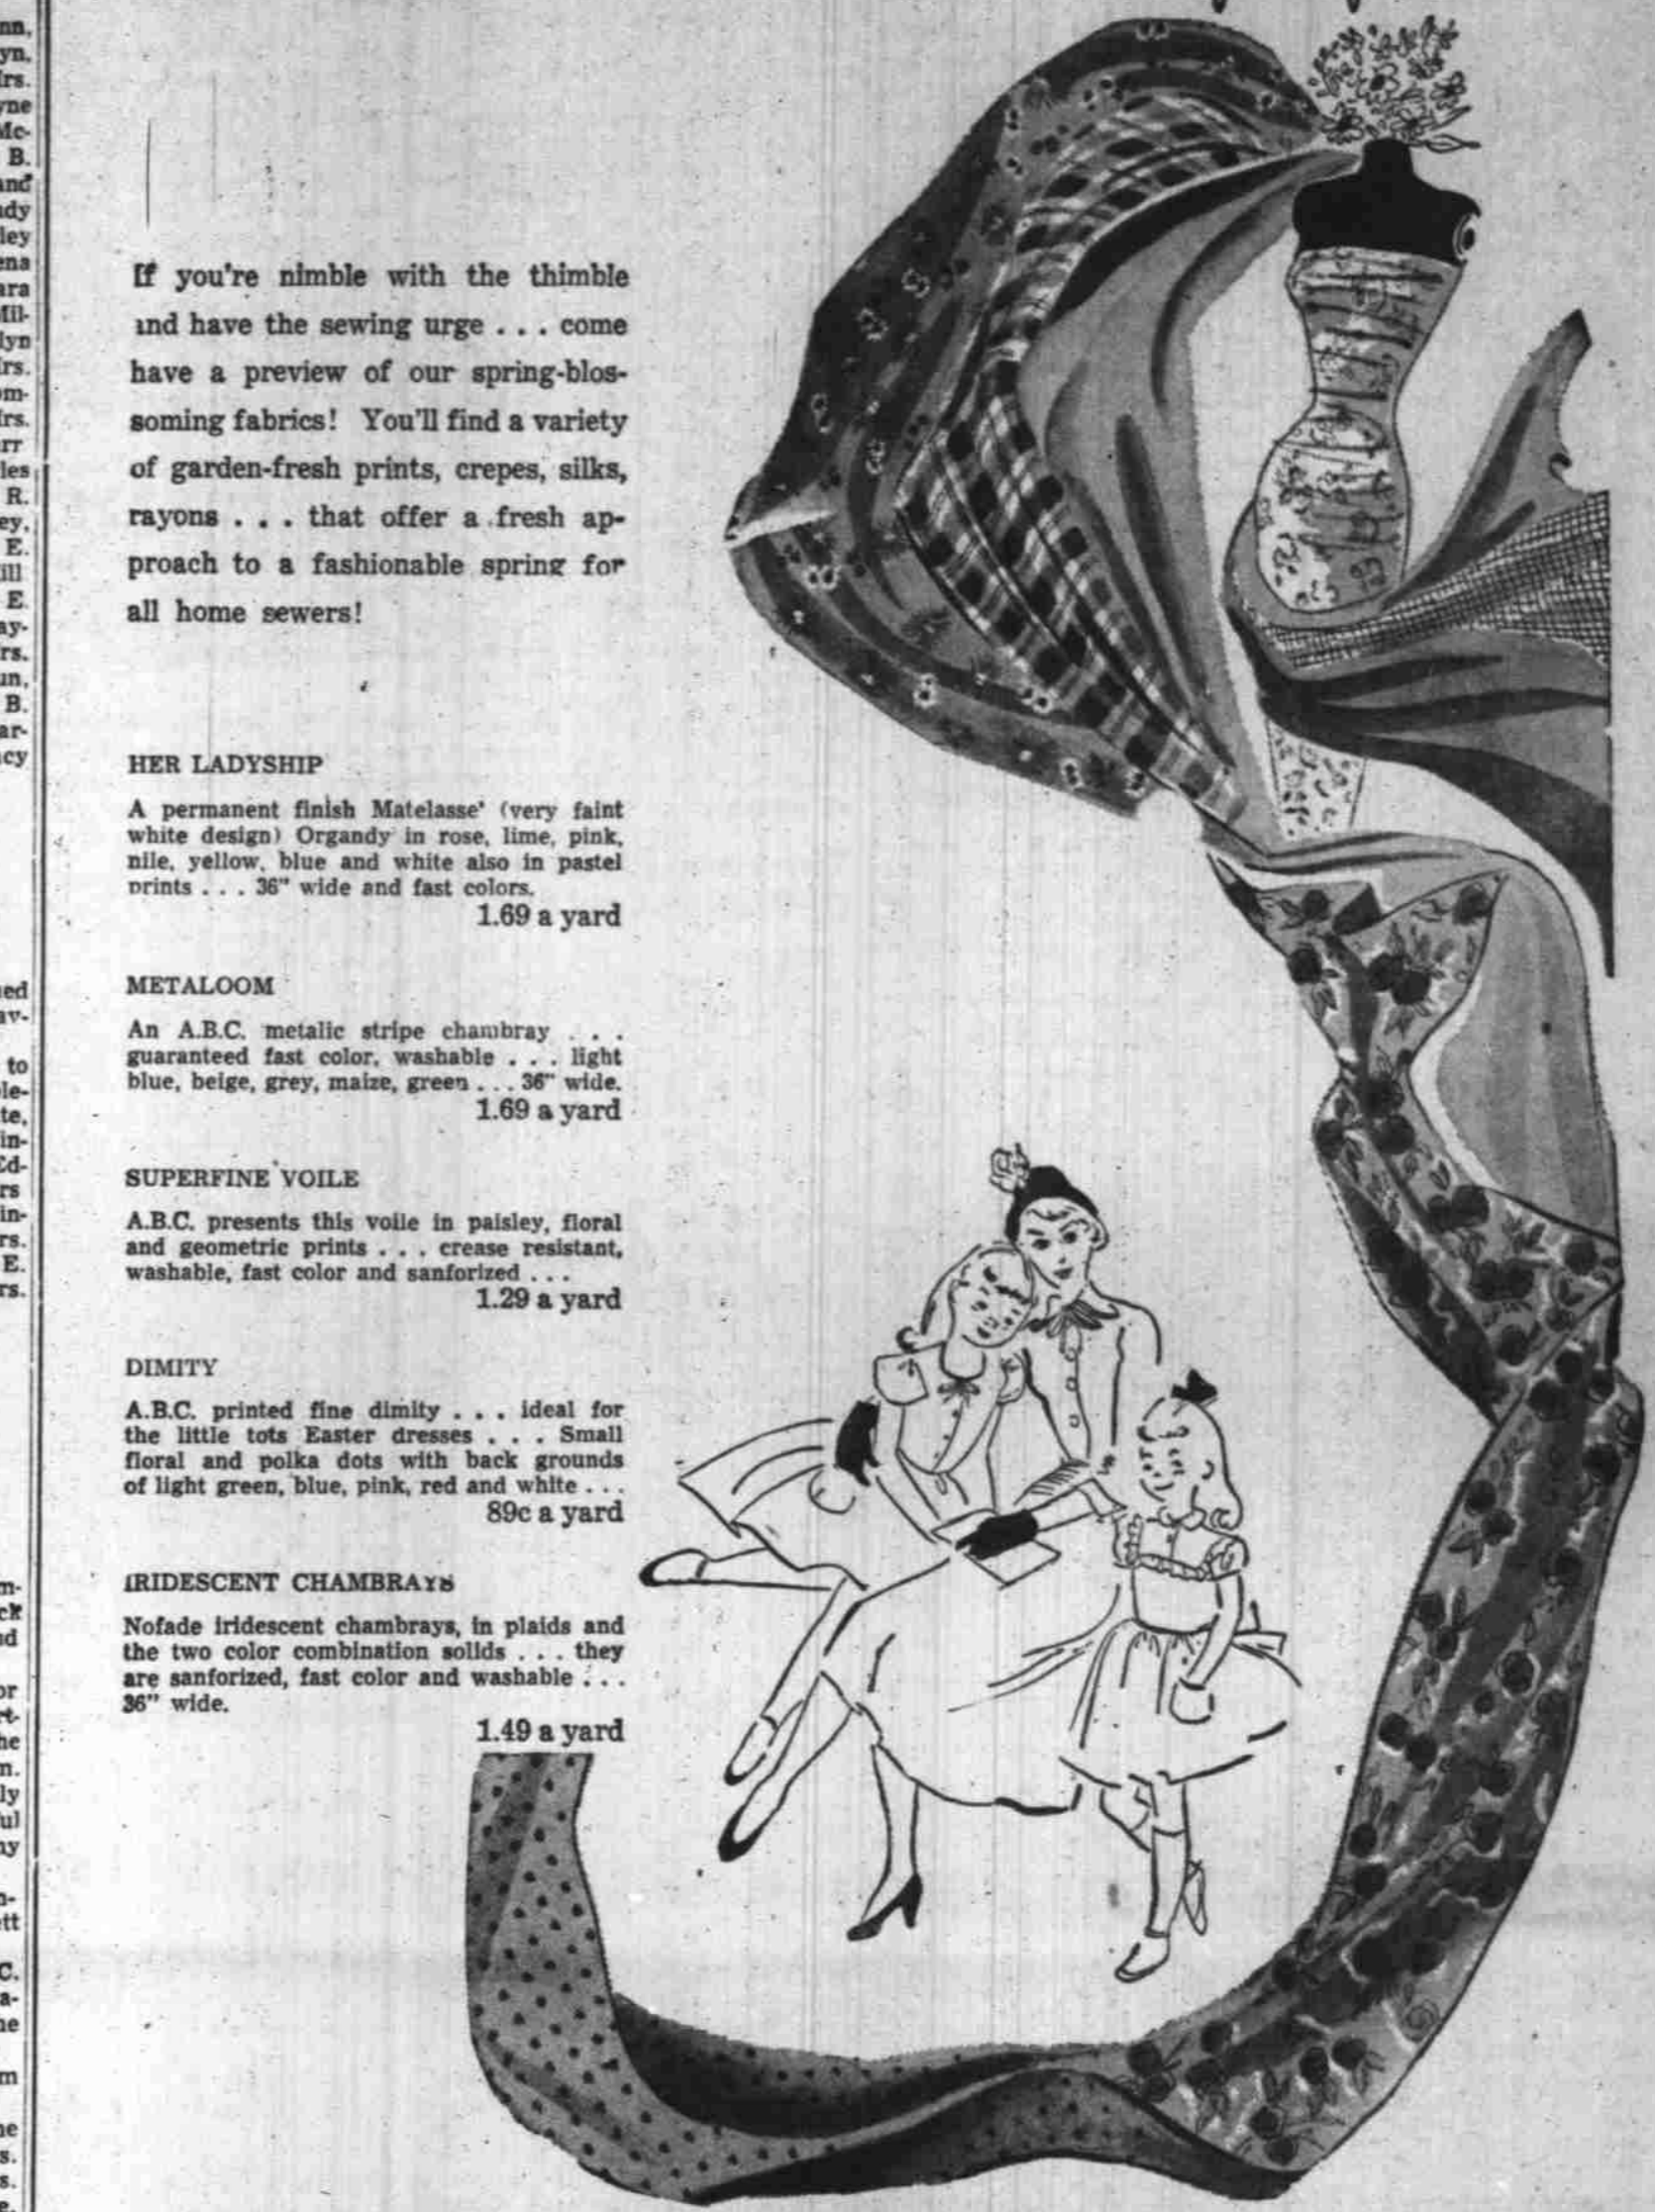 If you're nimble with the thimble
and have the sewing urge . . . come
have a preview of our spring-blos-
soming fabrics! You'll find a variety
of garden-fresh prints, crepes, silks,
rayons . . . that offer a fresh ap-
proach to a fashionable spring for
all home sewers!
HER LADYSHIP
A permanent finish Matelasse' (very faint
white design) Organdy in rose, lime, pink,
nile, yellow, blue and white also in pastel
prints . . . 36" wide and fast colors.
1.69 a yard
METALOOM
An A.B.C. metalic stripe chambray . . .
guaranteed fast color, washable . . . light
blue, beige, grey, maize, green . . . 36" wide.
1.69 a yard
SUPERFINE VOILE
A.B.C. presents this voile in paisley, floral
and geometric prints . . . crease resistant,
washable, fast color and sanforized . . .
1.29 a yard
DIMITY
A.B.C. printed fine dimity . . . ideal for
the little tots Easter dresses . . . Small
floral and polka dots with back grounds
of light green, blue, pink, red and white . . .
89c a yard
IRIDESCENT CHAMBRAYS
Nofade iridescent chambrays, in plaids and
the two color combination solids . . . they
are sanforized, fast color and washable . . .
36" wide.
1.49 a yard